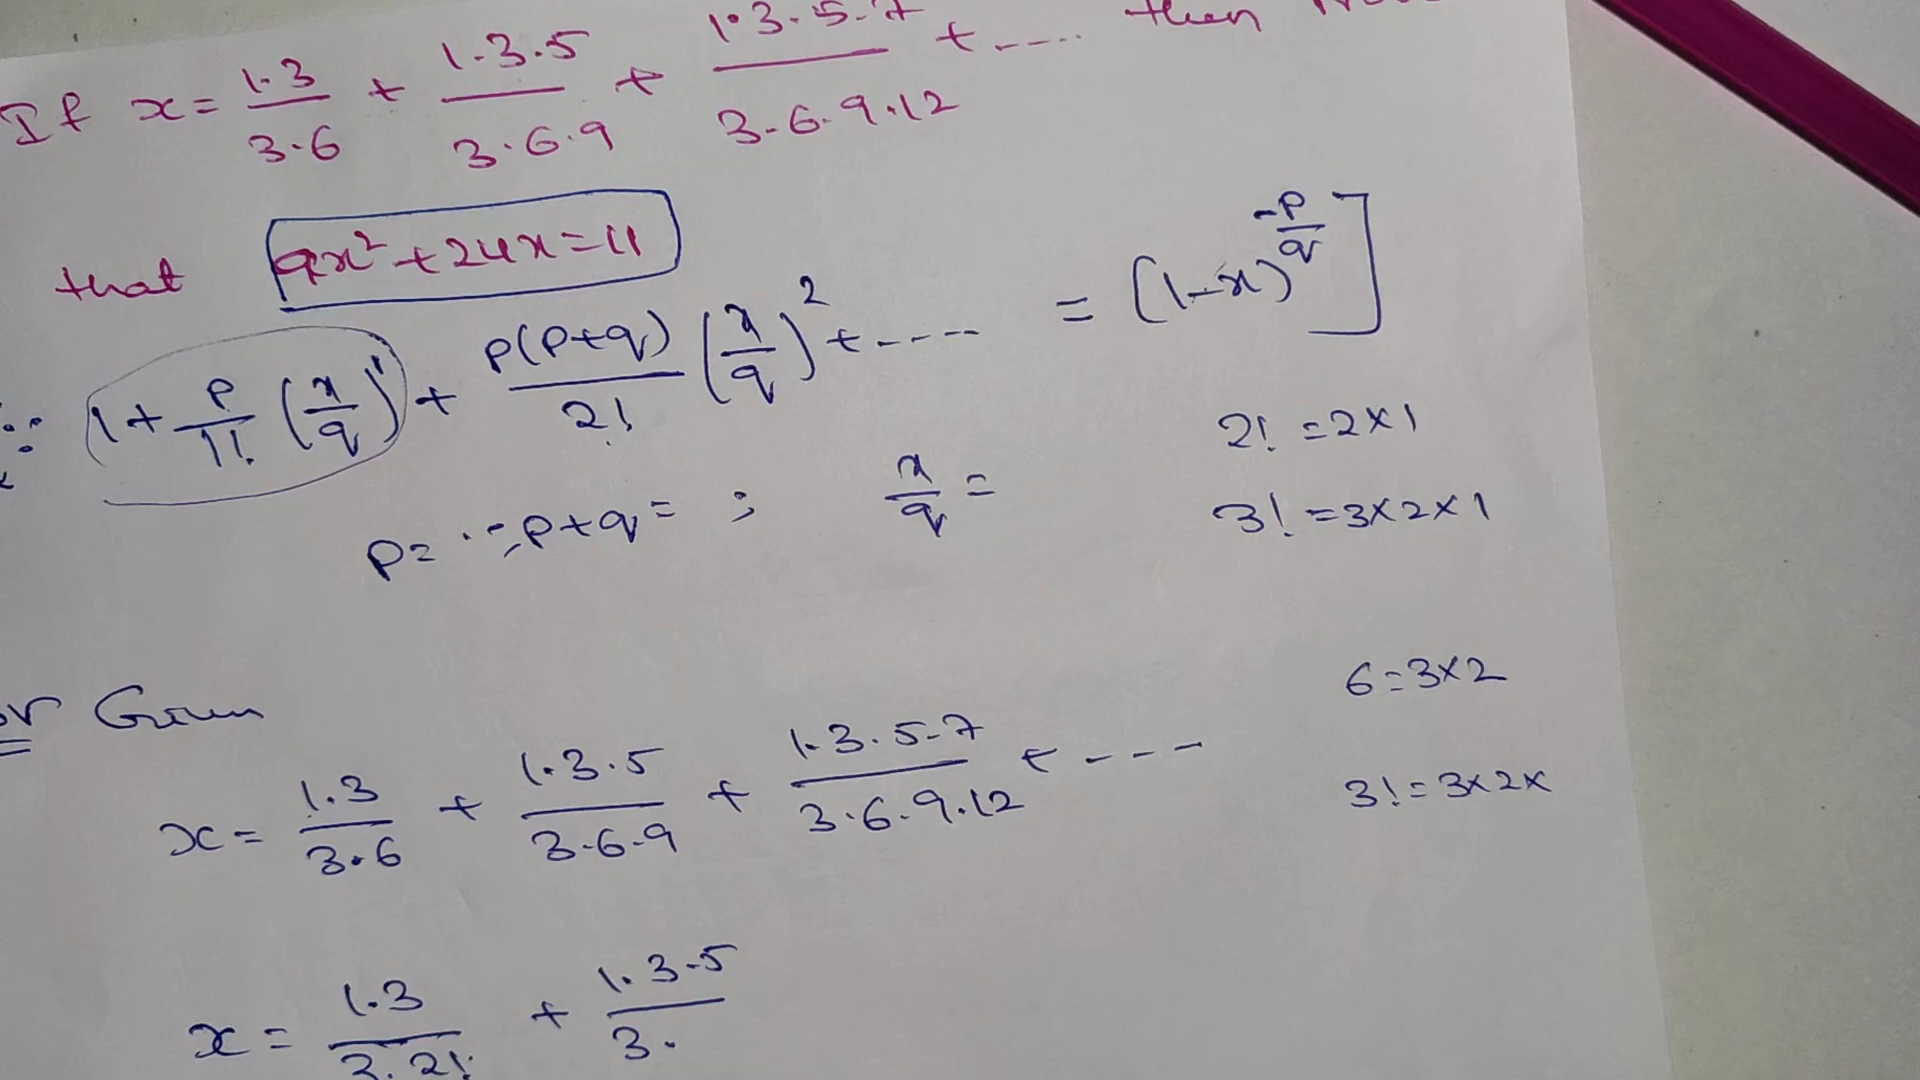 If x = 1·3/3·6 + 1·3·5/3·6·9 + 1·3·5·7/3·6·9·12 + ---- then
that 9x² + 24x = 11
∵ 1 + p/1! (x/q)¹ + p(p+q)/2! (x/q)² + ---- = (1-x)^(-p/q) ]
2! = 2×1
p = ; p+q = ; x/q =
3! = 3×2×1
6 = 3×2
Given
x = 1·3/3·6 + 1·3·5/3·6·9 + 1·3·5·7/3·6·9·12 + ---
3! = 3×2×
x = 1·3/3·2! + 1·3·5/3·